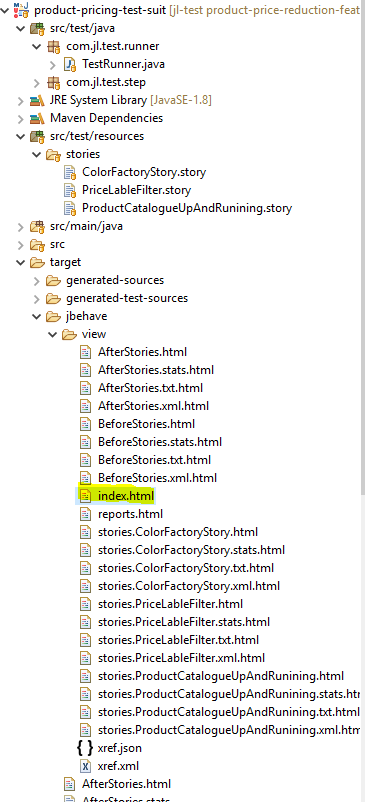 product-pricing-test-suit [jl-test product-price-reduction-feat
src/test/java
com.jl.test.runner
TestRunner.java
com.jl.test.step
JRE System Library [JavaSE-1.8]
Maven Dependencies
src/test/resources
stories
ColorFactoryStory.story
PriceLableFilter.story
ProductCatalogueUpAndRunining.story
src/main/java
src
target
generated-sources
generated-test-sources
jbehave
view
AfterStories.html
AfterStories.stats.html
AfterStories.txt.html
AfterStories.xml.html
BeforeStories.html
BeforeStories.stats.html
BeforeStories.txt.html
BeforeStories.xml.html
index.html
reports.html
stories.ColorFactoryStory.html
stories.ColorFactoryStory.stats.html
stories.ColorFactoryStory.txt.html
stories.ColorFactoryStory.xml.html
stories.PriceLableFilter.html
stories.PriceLableFilter.stats.html
stories.PriceLableFilter.txt.html
stories.PriceLableFilter.xml.html
stories.ProductCatalogueUpAndRunining.html
stories.ProductCatalogueUpAndRunining.stats.htr
stories.ProductCatalogueUpAndRunining.txt.html
stories.ProductCatalogueUpAndRunining.xml.htm
xref.json
xref.xml
AfterStories.html
AfterStories.stats